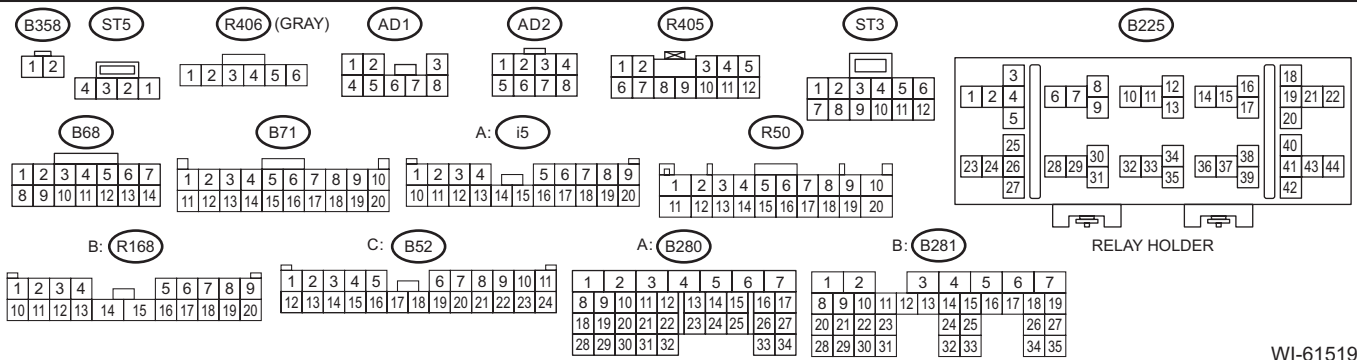 B358 ST5 R406 (GRAY) AD1 AD2 R405 ST3 B225
1 2
4 3 2 1
1 2 3 4 5 6
1 2 3
4 5 6 7 8
1 2 3 4
5 6 7 8
1 2 3 4 5
6 7 8 9 10 11 12
1 2 3 4 5 6
7 8 9 10 11 12
3 8 12 16 18
1 2 4 6 7 10 11 14 15 19 21 22
5 9 13 17 20
25 30 34 38 40
23 24 26 28 29 32 33 36 37 41 43 44
27 31 35 39 42
RELAY HOLDER
B68 B71 A: i5 R50
1 2 3 4 5 6 7
8 9 10 11 12 13 14
1 2 3 4 5 6 7 8 9 10
11 12 13 14 15 16 17 18 19 20
1 2 3 4 5 6 7 8 9
10 11 12 13 14 15 16 17 18 19 20
1 2 3 4 5 6 7 8 9 10
11 12 13 14 15 16 17 18 19 20
B: R168 C: B52 A: B280 B: B281
1 2 3 4 5 6 7 8 9
10 11 12 13 14 15 16 17 18 19 20
1 2 3 4 5 6 7 8 9 10 11
12 13 14 15 16 17 18 19 20 21 22 23 24
1 2 3 4 5 6 7
8 9 10 11 12 13 14 15 16 17
18 19 20 21 22 23 24 25 26 27
28 29 30 31 32 33 34
1 2 3 4 5 6 7
8 9 10 11 12 13 14 15 16 17 18 19
20 21 22 23 24 25 26 27
28 29 30 31 32 33 34 35
WI-61519